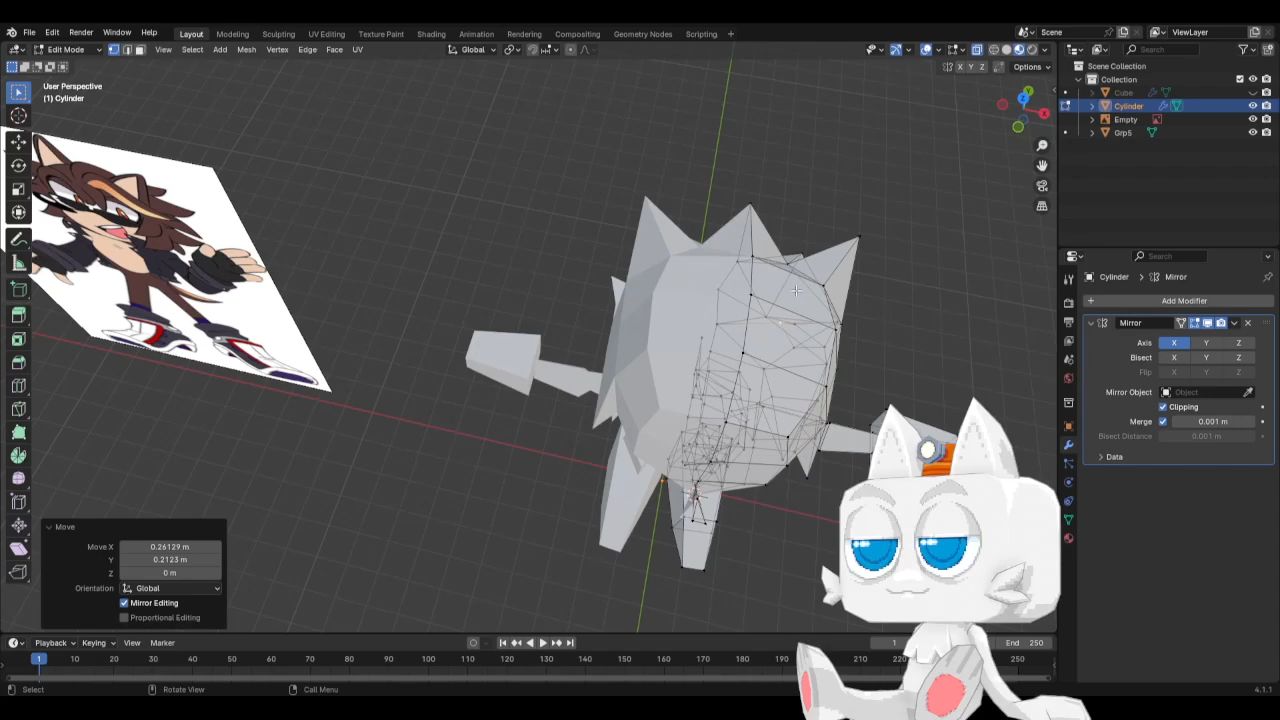 File Edit Render Window Help Layout Modeling Sculpting UV Editing Texture Paint Shading Animation Rendering Compositing Geometry Nodes Scripting + Scene ViewLayer
Edit Mode View Select Add Mesh Vertex Edge Face UV Global Search
X Y Z Options
User Perspective
(1) Cylinder
Scene Collection
Collection
Cube
Cylinder
Empty
Grp5
Z
Y
X
Search
Cylinder Mirror
Add Modifier
Mirror
Axis X Y Z
Bisect X Y Z
Flip X Y Z
Mirror Object Object
Clipping
Merge 0.001 m
Bisect Distance 0.001 m
Data
Move
Move X 0.26129 m
Y 0.2123 m
Z 0 m
Orientation Global
Mirror Editing
Proportional Editing
Playback Keying View Marker 1 End 250
1 10 20 30 40 50 60 70 80 90 100 110 120 130 140 150 160 170 180 190 210 250
Select Rotate View Call Menu 4.1.1